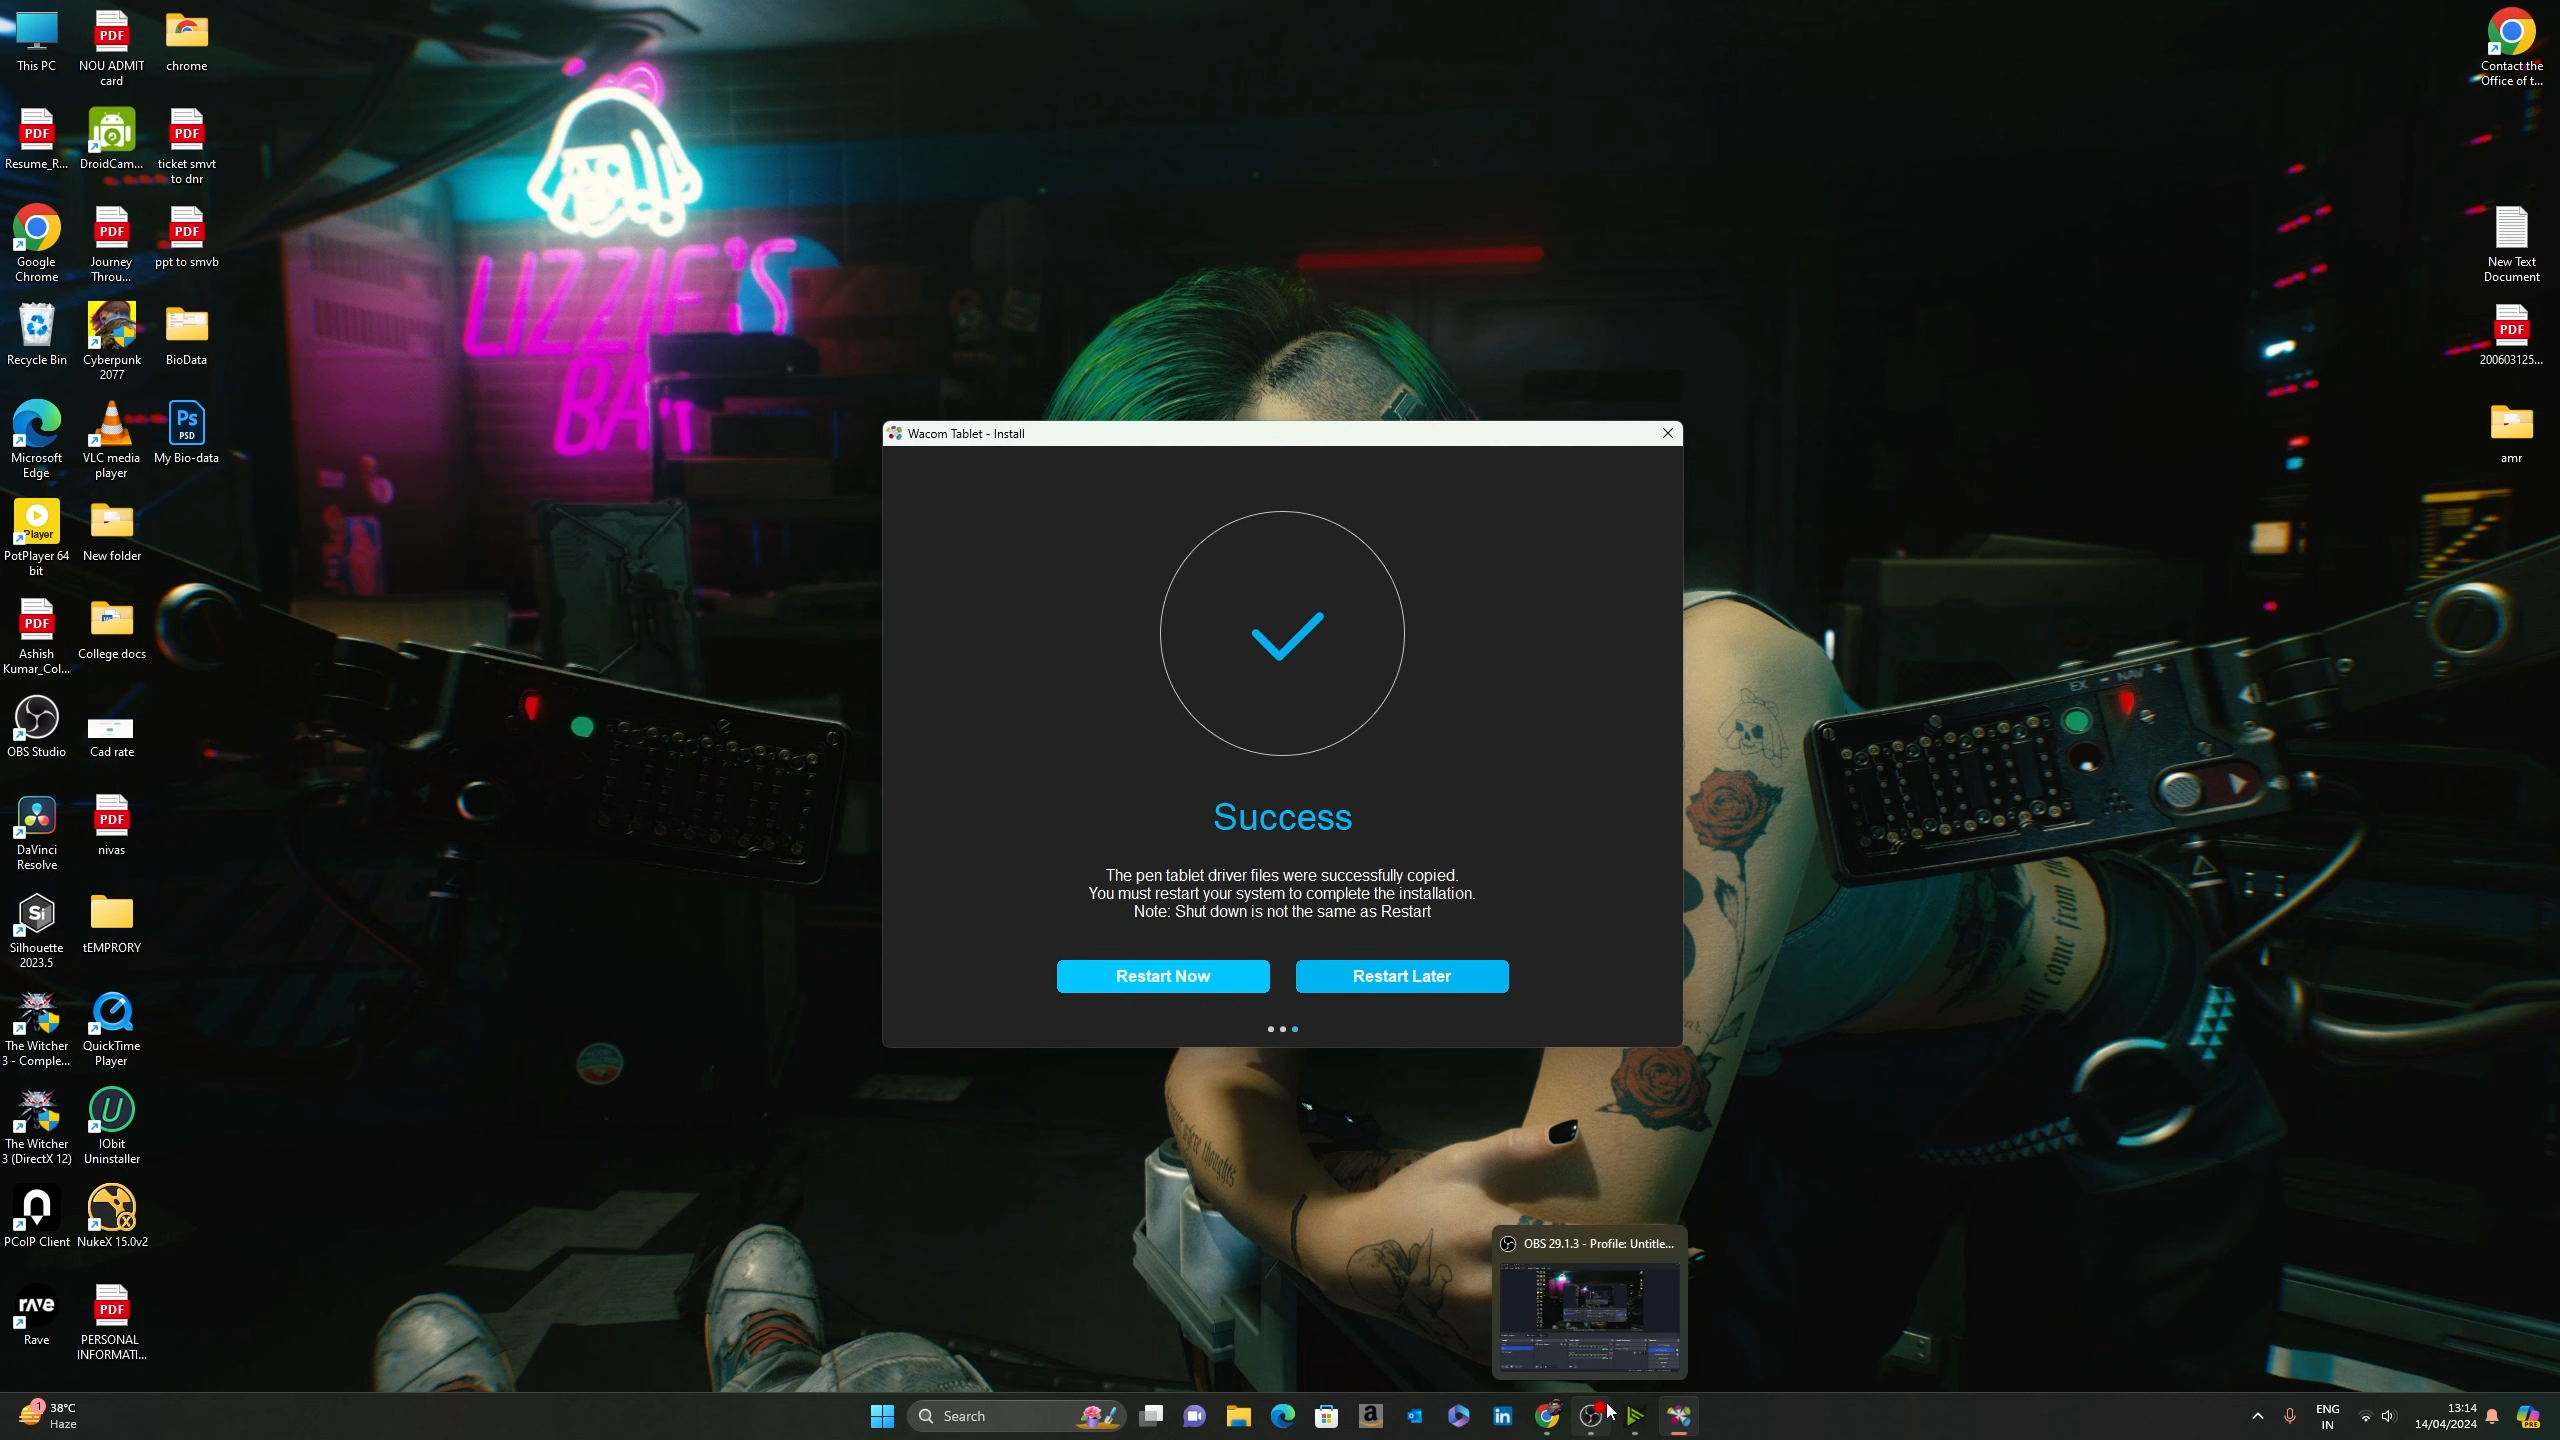 This PC
NOU ADMIT
card
chrome
Resume_R...
DroidCam...
ticket smvt
to dnr
Google
Chrome
Journey
Throu...
ppt to smvb
Recycle Bin
Cyberpunk
2077
BioData
Microsoft
Edge
VLC media
player
My Bio-data
PotPlayer 64
bit
New folder
Ashish
Kumar_Col...
College docs
OBS Studio
Cad rate
DaVinci
Resolve
nivas
Silhouette
2023.5
tEMPRORY
The Witcher
3 - Comple...
QuickTime
Player
The Witcher
3 (DirectX 12)
IObit
Uninstaller
PCoIP Client
NukeX 15.0v2
Rave
PERSONAL
INFORMATI...
Contact the
Office of t...
New Text
Document
200603125...
amr
LIZZIE'S
BAR
Wacom Tablet - Install
Success
The pen tablet driver files were successfully copied.
You must restart your system to complete the installation.
Note: Shut down is not the same as Restart
Restart Now
Restart Later
EX - NAV +
OBS 29.1.3 - Profile: Untitle...
1
38°C
Haze
Search
ENG
IN
13:14
14/04/2024